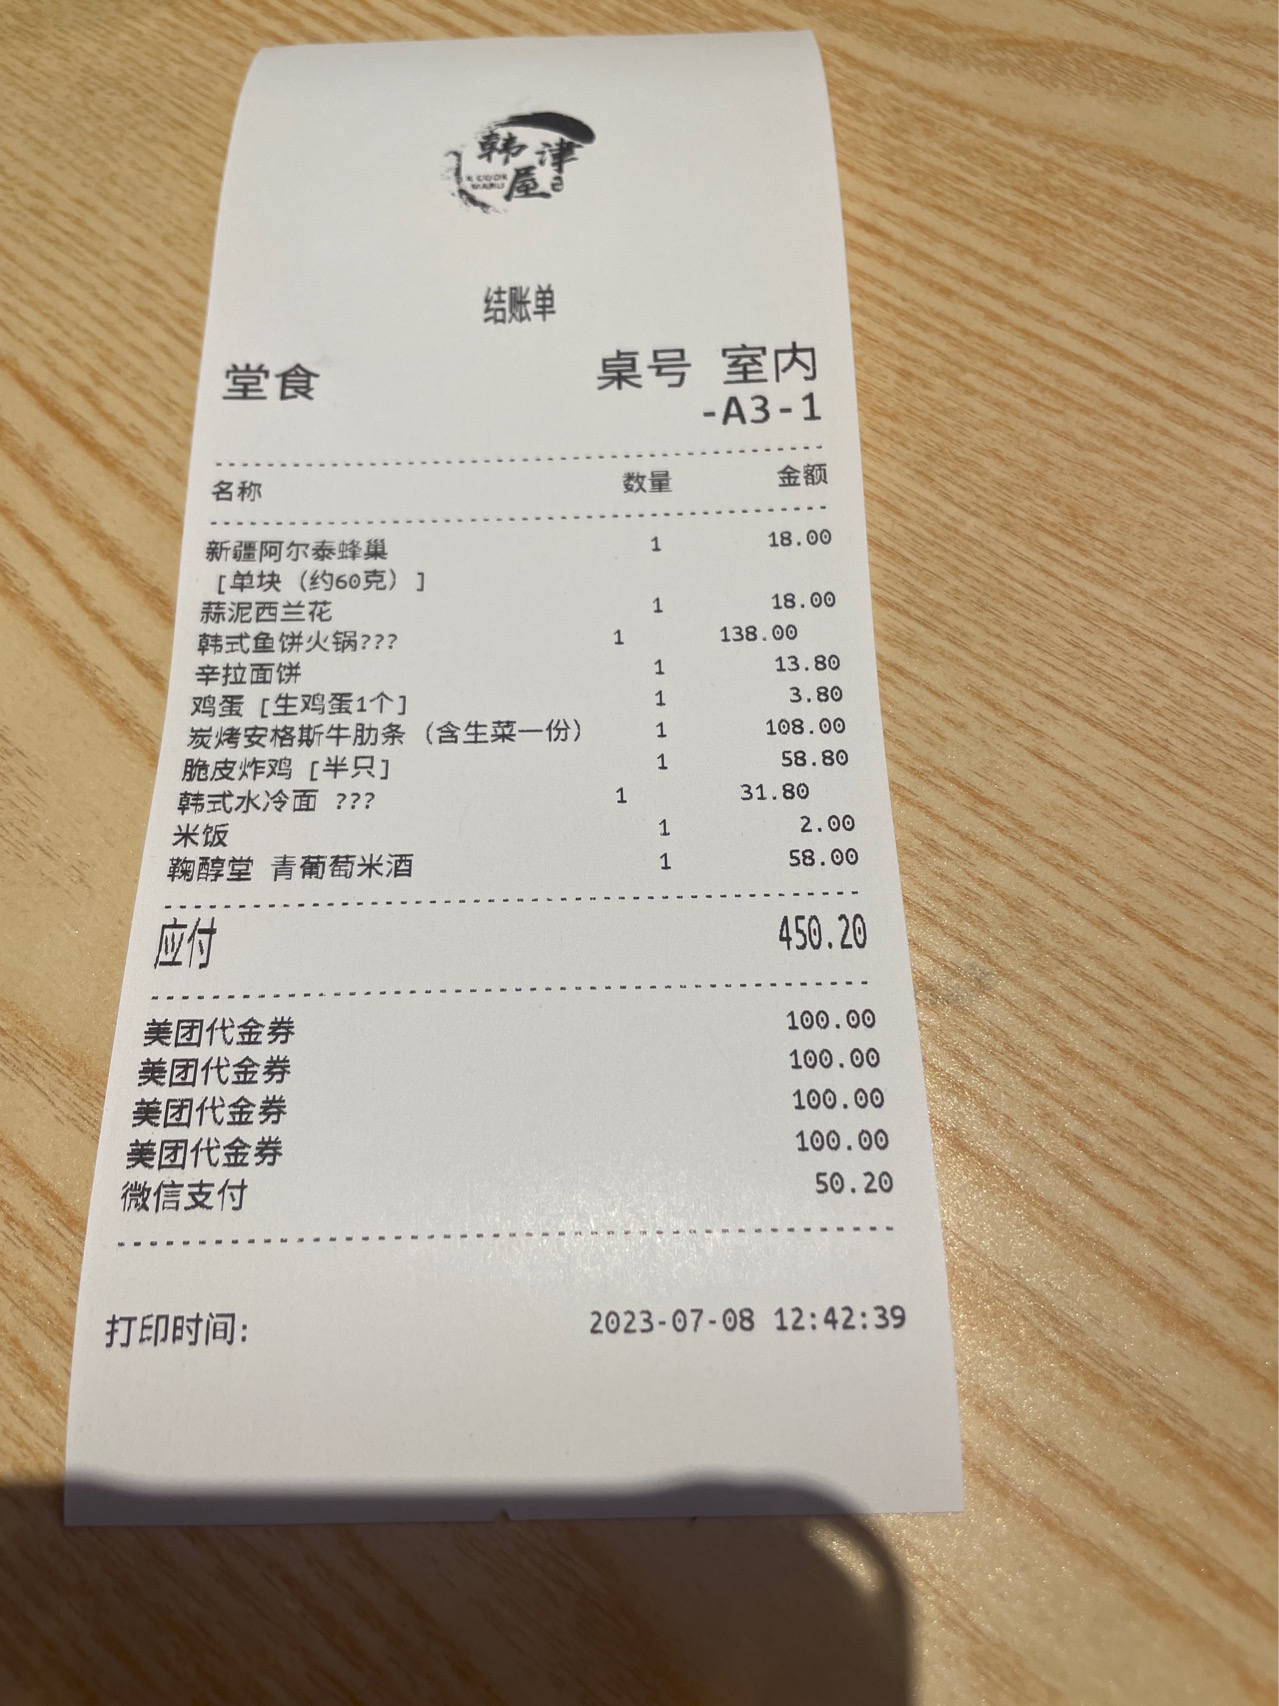 韩津
屋
结账单
堂食 桌号 室内
-A3-1
名称 数量 金额
新疆阿尔泰蜂巢 1 18.00
[单块（约60克）]
蒜泥西兰花 1 18.00
韩式鱼饼火锅??? 1 138.00
辛拉面饼 1 13.80
鸡蛋 [生鸡蛋1个] 1 3.80
炭烤安格斯牛肋条（含生菜一份） 1 108.00
脆皮炸鸡 [半只] 1 58.80
韩式水冷面 ??? 1 31.80
米饭 1 2.00
鞠醇堂 青葡萄米酒 1 58.00
应付 450.20
美团代金券 100.00
美团代金券 100.00
美团代金券 100.00
美团代金券 100.00
微信支付 50.20
打印时间: 2023-07-08 12:42:39